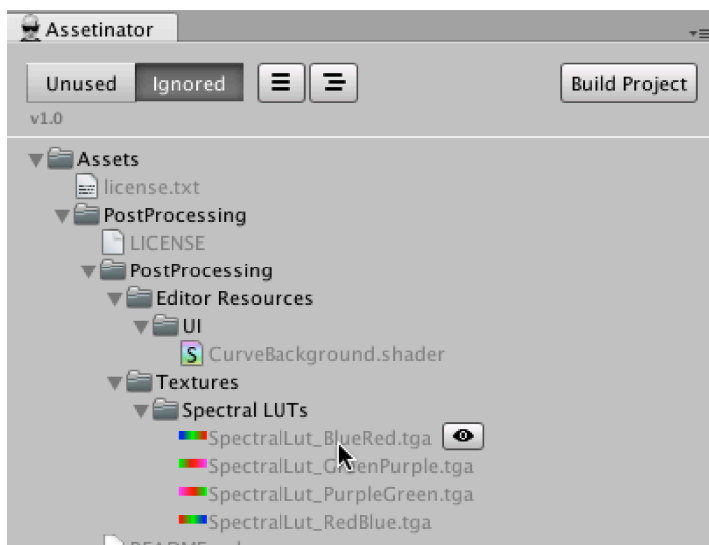 Assetinator
Unused Ignored Build Project
v1.0
Assets
license.txt
PostProcessing
LICENSE
PostProcessing
Editor Resources
UI
CurveBackground.shader
Textures
Spectral LUTs
SpectralLut_BlueRed.tga
SpectralLut_GreenPurple.tga
SpectralLut_PurpleGreen.tga
SpectralLut_RedBlue.tga